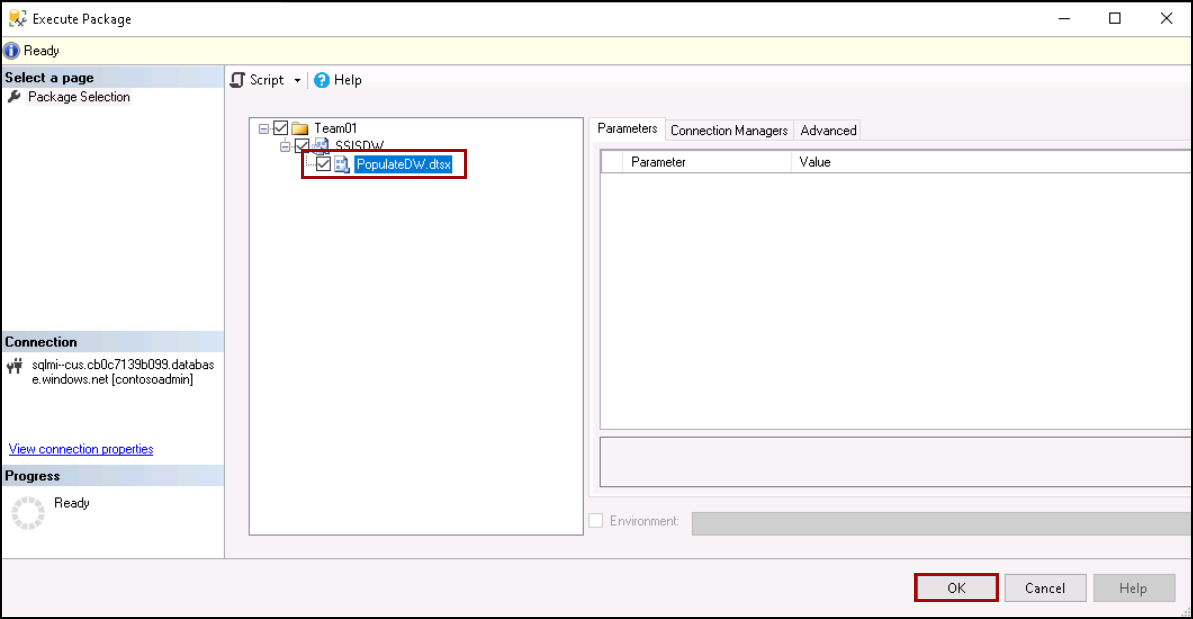 Execute Package
Ready
Select a page
Package Selection
Script
Help
Team01
SSISDW
PopulateDW.dtsx
Parameters
Connection Managers
Advanced
Parameter
Value
Connection
sqlmi--cus.cb0c7139b099.databas
e.windows.net [contosoadmin]
View connection properties
Progress
Ready
Environment:
OK
Cancel
Help